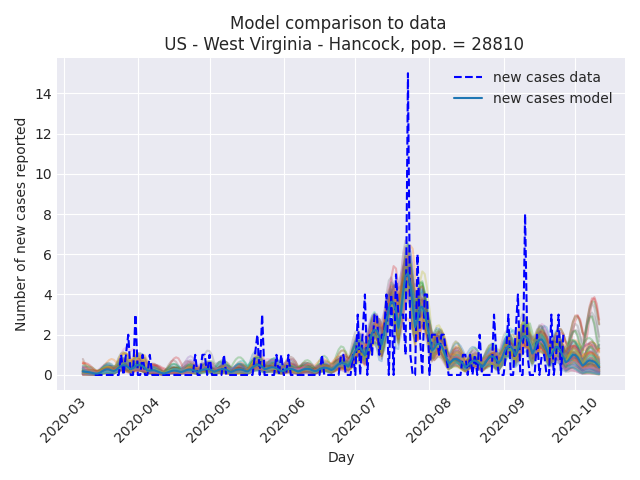 Model comparison to data
US - West Virginia - Hancock, pop. = 28810
new cases data
new cases model
Number of new cases reported
14
12
10
8
6
4
2
0
2020-03
2020-04
2020-05
2020-06
2020-07
2020-08
2020-09
2020-10
Day